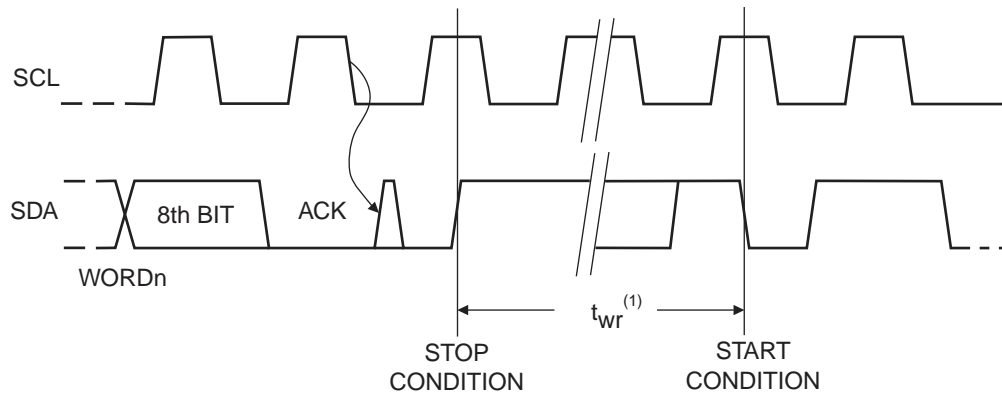 SCL
SDA
8th BIT
ACK
WORDn
twr(1)
STOP
CONDITION
START
CONDITION